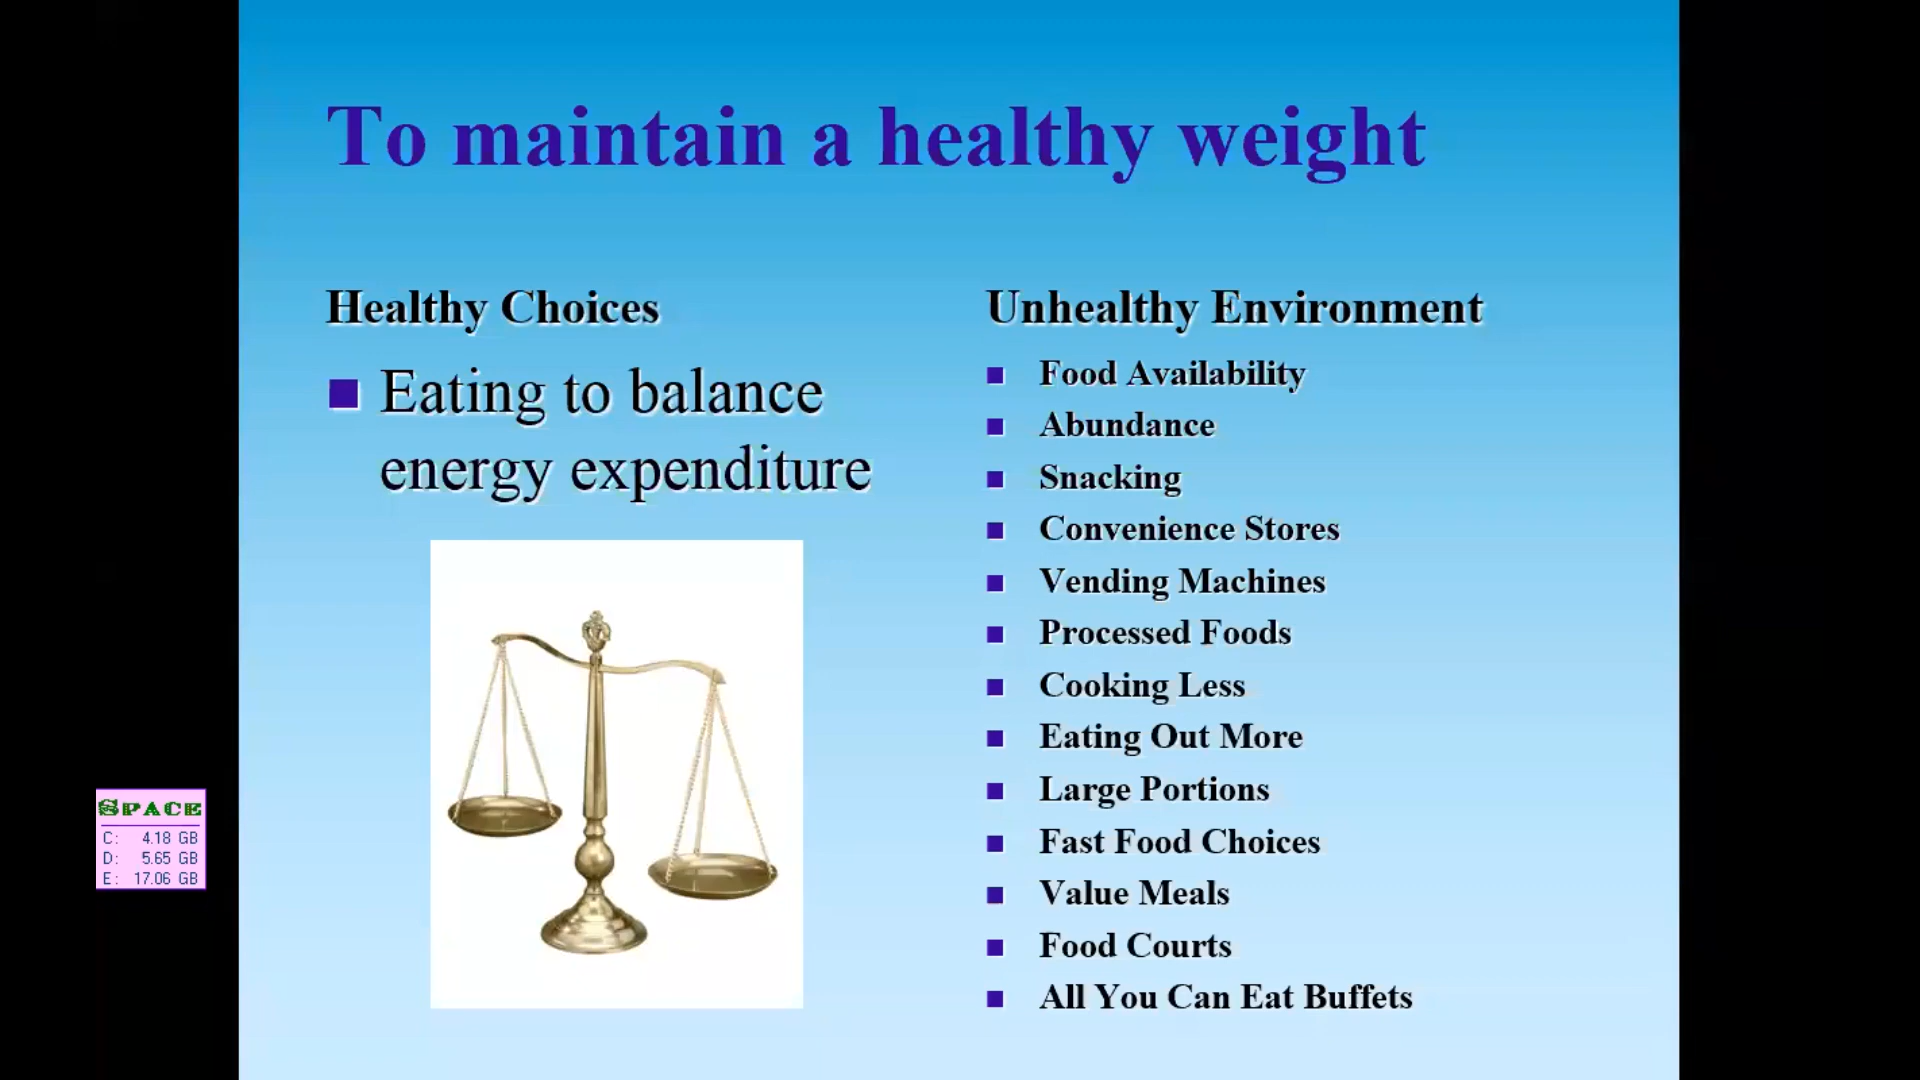 To maintain a healthy weight
Healthy Choices
Eating to balance
energy expenditure
Unhealthy Environment
Food Availability
Abundance
Snacking
Convenience Stores
Vending Machines
Processed Foods
Cooking Less
Eating Out More
Large Portions
Fast Food Choices
Value Meals
Food Courts
All You Can Eat Buffets
SPACE
C: 4.18 GB
D: 5.65 GB
E: 17.06 GB